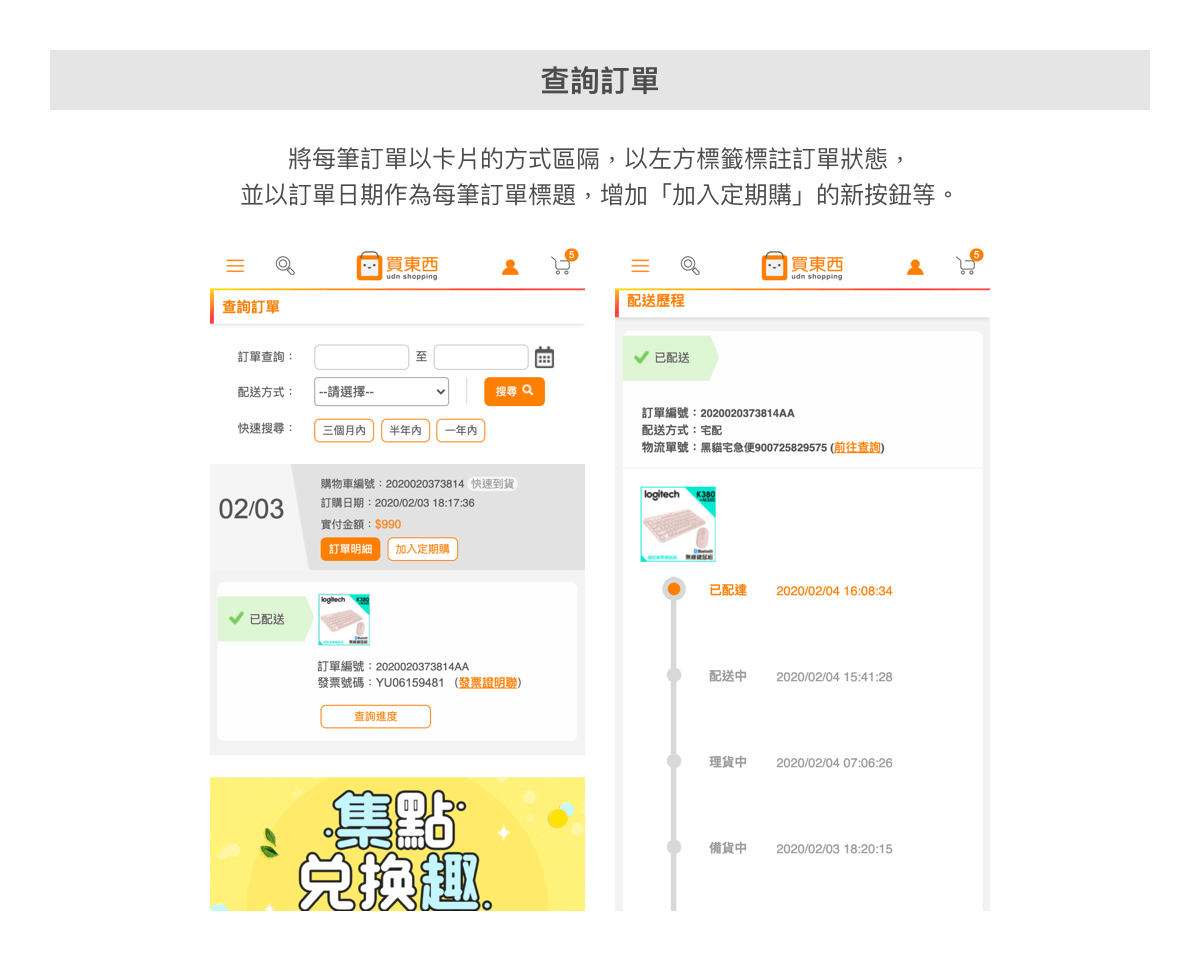 查詢訂單
將每筆訂單以卡片的方式區隔，以左方標籤標註訂單狀態，
並以訂單日期作為每筆訂單標題，增加「加入定期購」的新按鈕等。
買東西
udn shopping
5
查詢訂單
訂單查詢：
至
配送方式：
--請選擇--
搜尋
快速搜尋：
三個月內
半年內
一年內
02/03
購物車編號：2020020373814 快速到貨
訂購日期：2020/02/03 18:17:36
實付金額：$990
訂單明細
加入定期購
已配送
logitech K380
Bluetooth
無線鍵鼠組
訂單編號：2020020373814AA
發票號碼：YU06159481 （發票證明聯）
查詢進度
集點
兌換趣
買東西
udn shopping
5
配送歷程
已配送
訂單編號：2020020373814AA
配送方式：宅配
物流單號：黑貓宅急便900725829575 (前往查詢)
logitech K380
Bluetooth
無線鍵鼠組
已配達 2020/02/04 16:08:34
配送中 2020/02/04 15:41:28
理貨中 2020/02/04 07:06:26
備貨中 2020/02/03 18:20:15